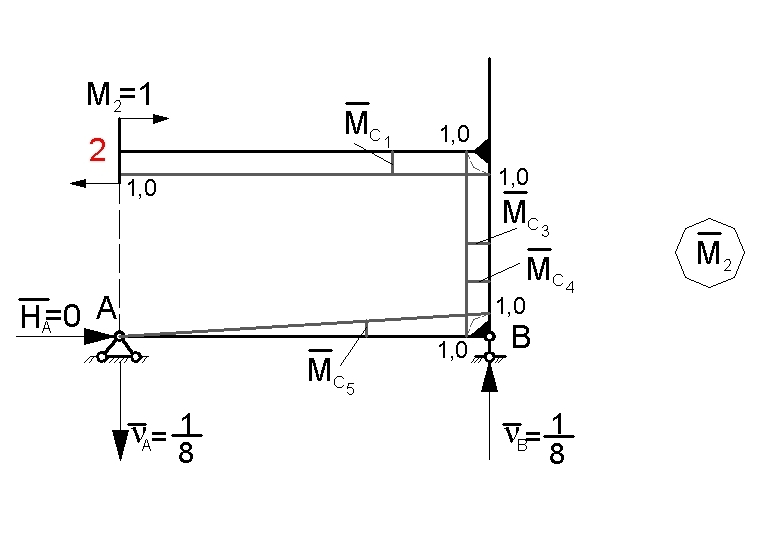 M₂=1
M̅c₁
1,0
2
1,0
1,0
M̅c₃
M̅₂
M̅c₄
H̅ᴀ=0
A
1,0
1,0
B
M̅c₅
ν̅ᴀ=1/8
ν̅ʙ=1/8